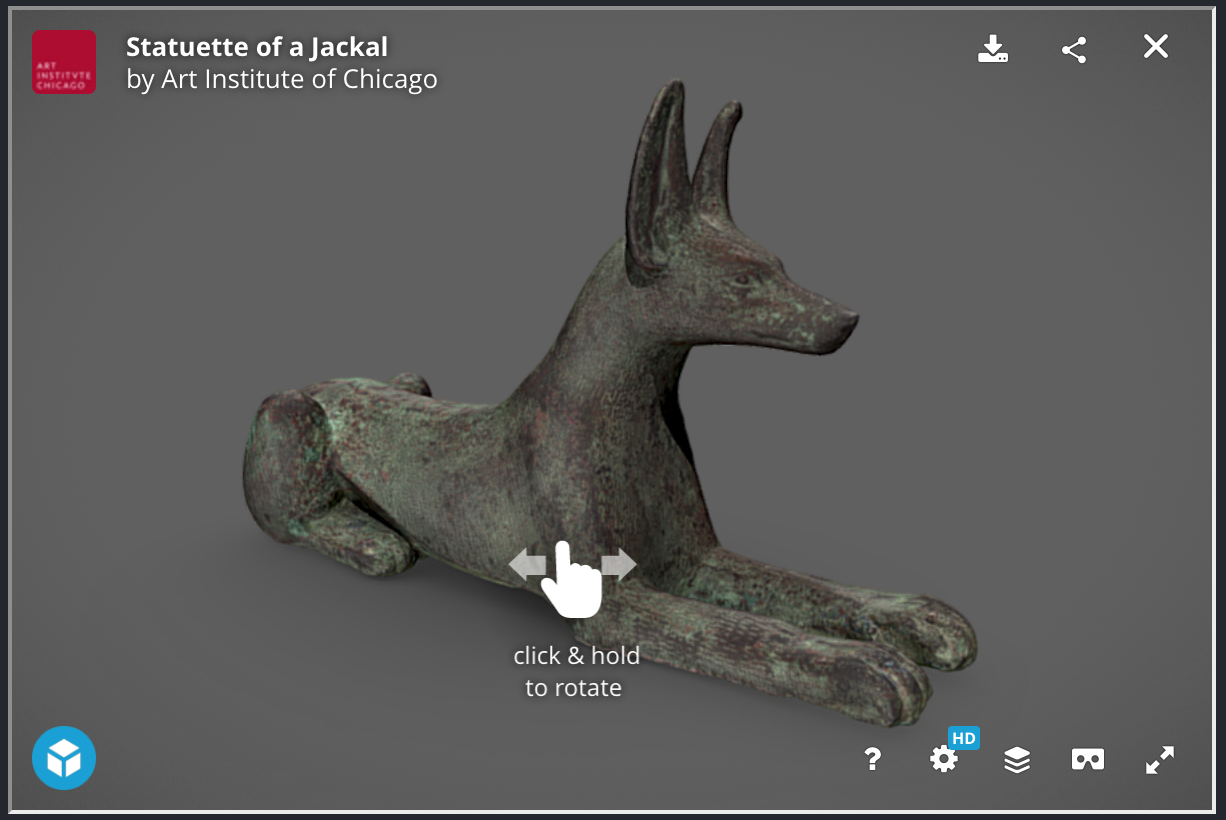 ART
INSTITVTE
CHICAGO
Statuette of a Jackal
by Art Institute of Chicago
click & hold
to rotate
?
HD